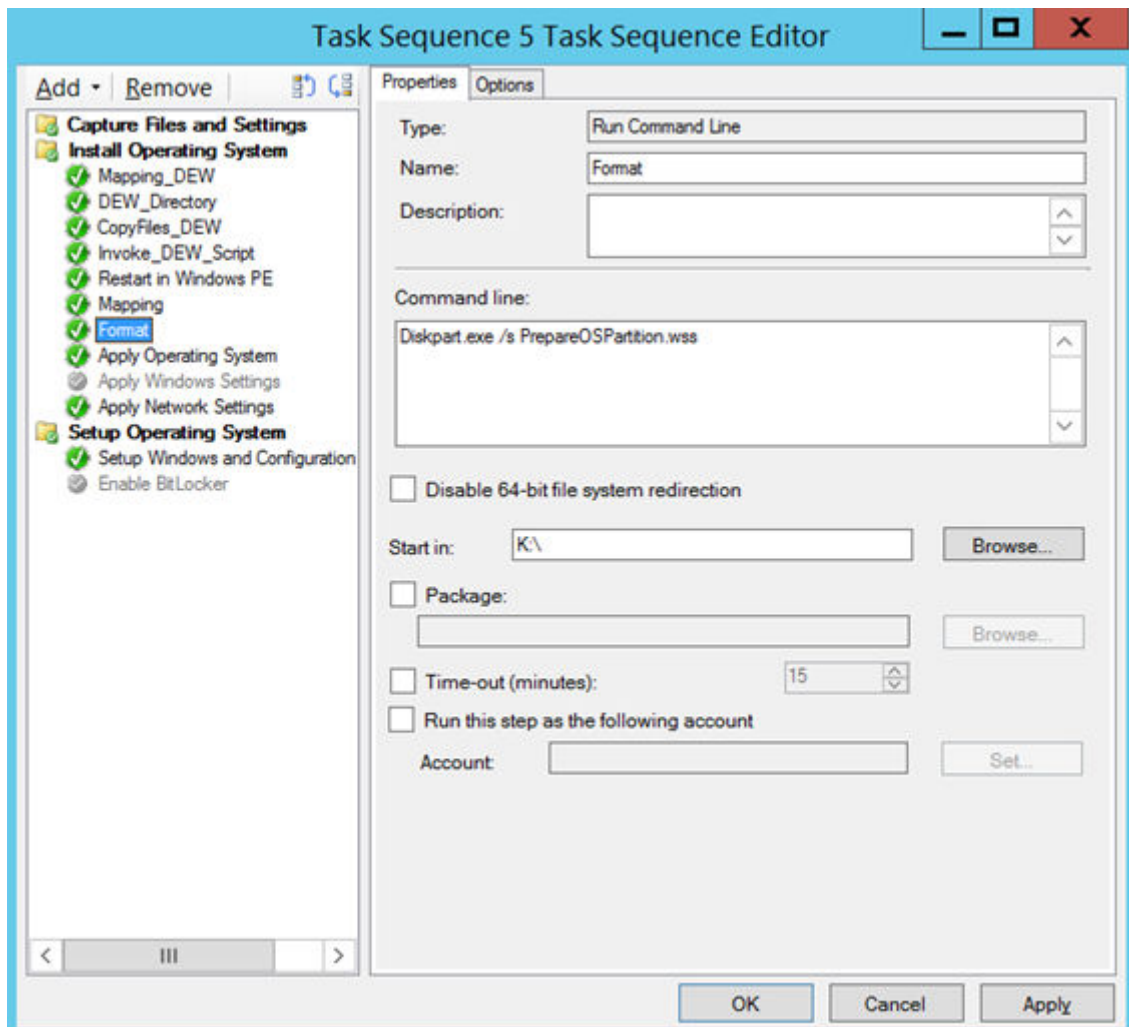 Task Sequence 5 Task Sequence Editor
Add
Remove
Capture Files and Settings
Install Operating System
Mapping_DEW
DEW_Directory
CopyFiles_DEW
Invoke_DEW_Script
Restart in Windows PE
Mapping
Format
Apply Operating System
Apply Windows Settings
Apply Network Settings
Setup Operating System
Setup Windows and Configuration
Enable BitLocker
Properties
Options
Type:
Run Command Line
Name:
Format
Description:
Command line:
Diskpart.exe /s PrepareOSPartition.wss
Disable 64-bit file system redirection
Start in:
K:\
Browse...
Package:
Browse...
Time-out (minutes):
15
Run this step as the following account
Account:
Set...
OK
Cancel
Apply